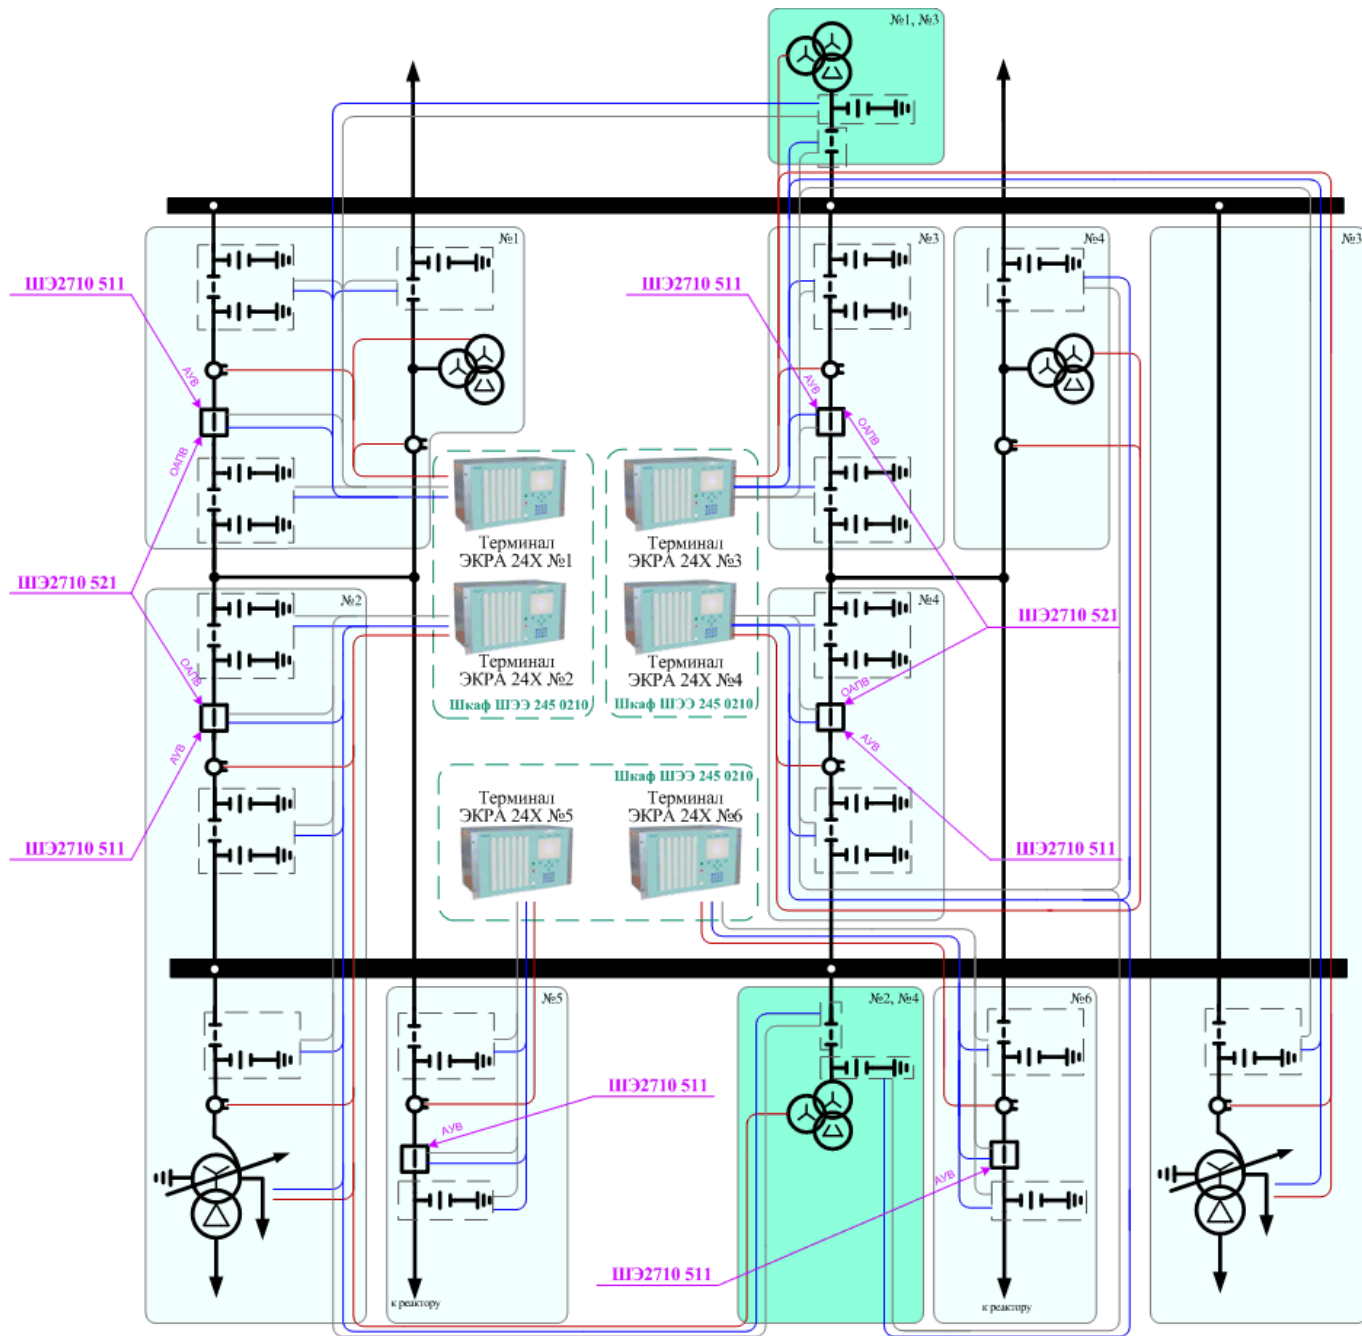 №1, №3
№1
№3
№4
№3
ШЭ2710 511
ШЭ2710 511
АУВ
АУВ
ОАПВ
ОАПВ
Терминал
ЭКРА 24Х №1
Терминал
ЭКРА 24Х №3
ШЭ2710 521
№2
№4
ШЭ2710 521
Терминал
ЭКРА 24Х №2
Терминал
ЭКРА 24Х №4
ОАПВ
ОАПВ
Шкаф ШЭЭ 245 0210
Шкаф ШЭЭ 245 0210
АУВ
АУВ
Шкаф ШЭЭ 245 0210
Терминал
ЭКРА 24Х №5
Терминал
ЭКРА 24Х №6
ШЭ2710 511
ШЭ2710 511
№5
№2, №4
№6
ШЭ2710 511
АУВ
АУВ
ШЭ2710 511
к реактору
к реактору